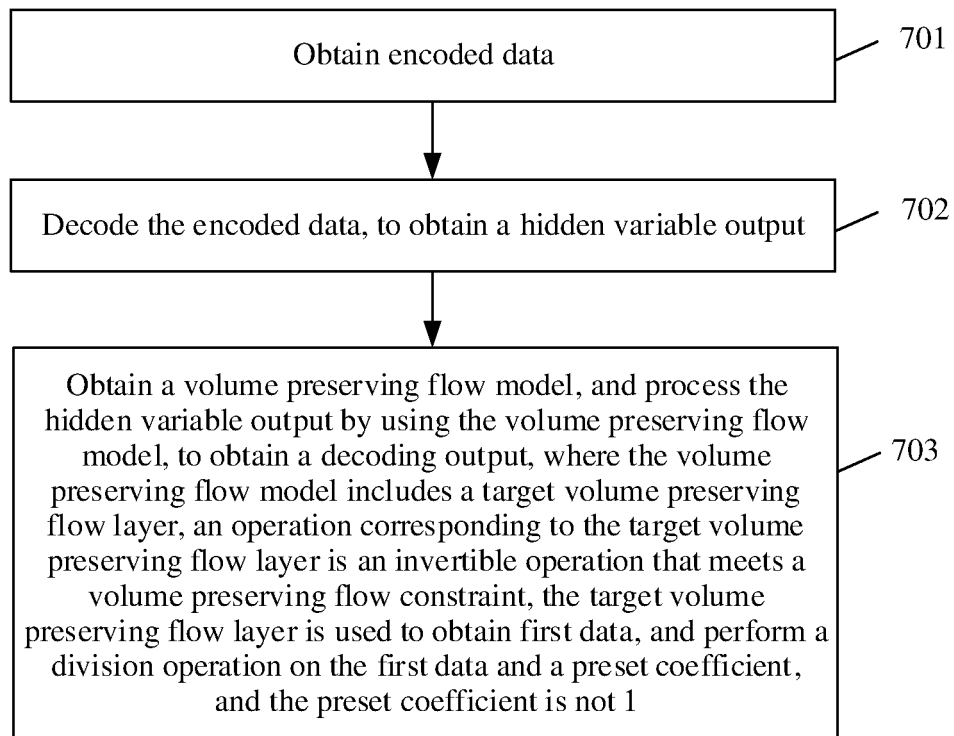 Obtain encoded data
701
Decode the encoded data, to obtain a hidden variable output
702
Obtain a volume preserving flow model, and process the
hidden variable output by using the volume preserving flow
model, to obtain a decoding output, where the volume
preserving flow model includes a target volume preserving
flow layer, an operation corresponding to the target volume
preserving flow layer is an invertible operation that meets a
volume preserving flow constraint, the target volume
preserving flow layer is used to obtain first data, and perform a
division operation on the first data and a preset coefficient,
and the preset coefficient is not 1
703